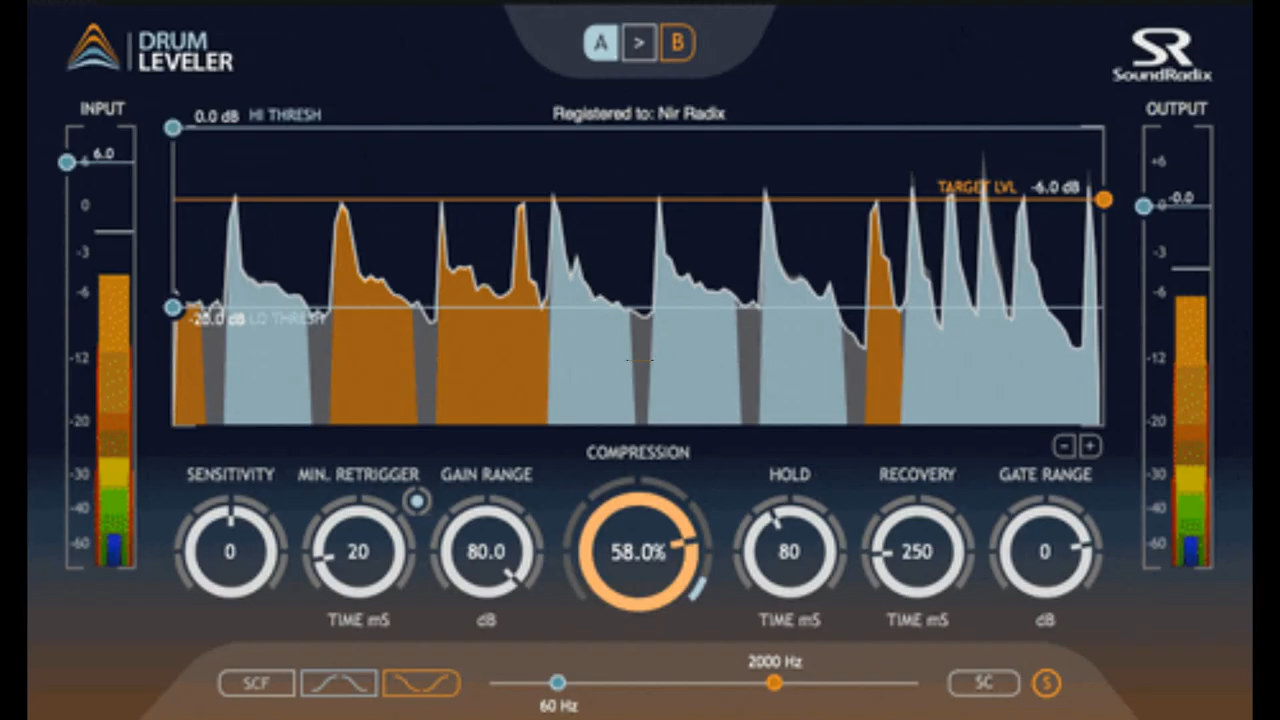 DRUM
LEVELER
A > B
SR
SoundRadix
INPUT
0.0 dB HI THRESH
Registered to: Nir Radix
OUTPUT
6.0
TARGET LVL -6.0 dB
+6
-0.0
0
0
-3
-3
-6
-6
LO THRESH
-12
-12
-20
-20
- +
COMPRESSION
-30
SENSITIVITY
MIN. RETRIGGER
GAIN RANGE
HOLD
RECOVERY
GATE RANGE
-30
-40
-40
-60
0
20
80.0
58.0%
80
250
0
-60
TIME mS
dB
TIME mS
TIME mS
dB
2000 Hz
SCF
SC
S
60 Hz